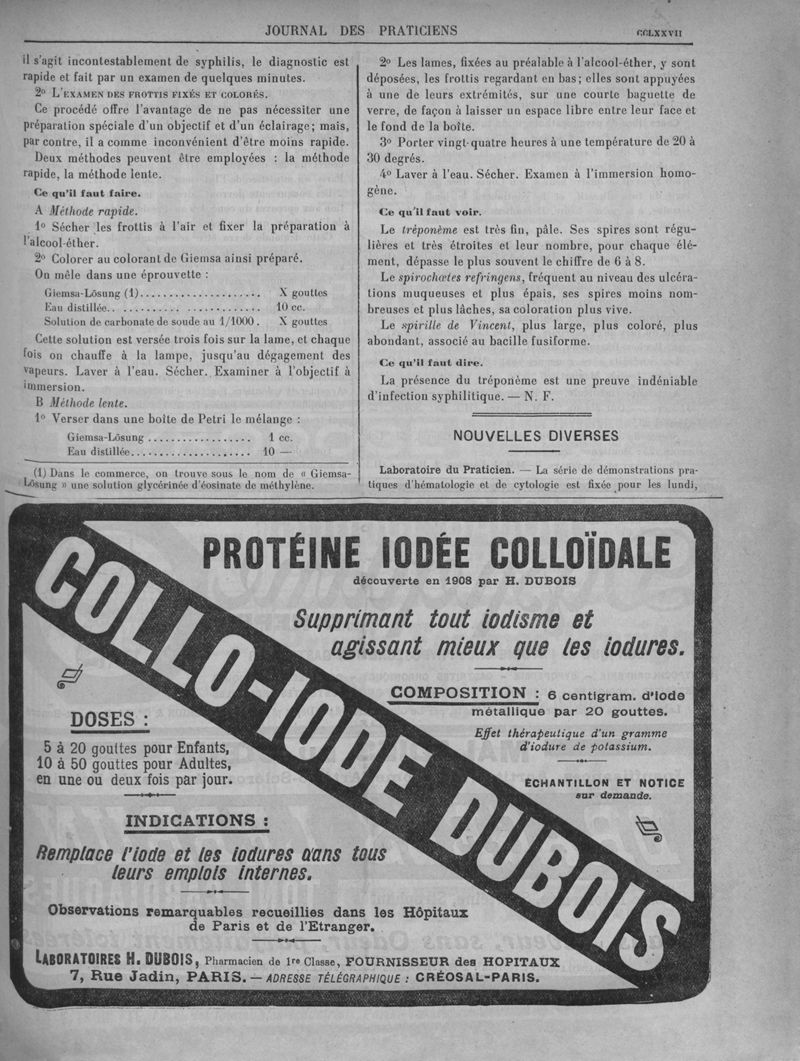 JOURNAL DES PRATICIENS
CCLXXVII
il s'agit incontestablement de syphilis, le diagnostic est
rapide et fait par un examen de quelques minutes.
2º L'EXAMEN DES FROTTIS FIXÉS ET COLORÉS.
Ce procédé offre l'avantage de ne pas nécessiter une
préparation spéciale d'un objectif et d'un éclairage; mais,
par contre, il a comme inconvénient d'être moins rapide.
Deux méthodes peuvent être employées : la méthode
rapide, la méthode lente.
Ce qu'il faut faire.
A Méthode rapide.
1º Sécher les frottis à l'air et fixer la préparation à
l'alcool-éther.
2º Colorer au colorant de Giemsa ainsi préparé.
On mêle dans une éprouvette :
Giemsa-Lösung (1)..................... X gouttes
Eau distillée.. .......... ............. 10 cc.
Solution de carbonate de soude au 1/1000 . X gouttes
Cette solution est versée trois fois sur la lame, et chaque
fois on chauffe à la lampe, jusqu'au dégagement des
vapeurs. Laver à l'eau. Sécher. Examiner à l'objectif à
immersion.
B Méthode lente.
1º Verser dans une boîte de Petri le mélange :
Giemsa-Lösung .................. 1 cc.
Eau distillée..................... 10 —
(1) Dans le commerce, on trouve sous le nom de « Giemsa-
Lösung » une solution glycérinée d'éosinate de méthylène.
2º Les lames, fixées au préalable à l'alcool-éther, y sont
déposées, les frottis regardant en bas; elles sont appuyées
à une de leurs extrémités, sur une courte baguette de
verre, de façon à laisser un espace libre entre leur face et
le fond de la boîte.
3º Porter vingt-quatre heures à une température de 20 à
30 degrés.
4º Laver à l'eau. Sécher. Examen à l'immersion homo-
gène.
Ce qu'il faut voir.
Le tréponème est très fin, pâle. Ses spires sont régu-
lières et très étroites et leur nombre, pour chaque élé-
ment, dépasse le plus souvent le chiffre de 6 à 8.
Le spirochœtes refringens, fréquent au niveau des ulcéra-
tions muqueuses et plus épais, ses spires moins nom-
breuses et plus lâches, sa coloration plus vive.
Le spirille de Vincent, plus large, plus coloré, plus
abondant, associé au bacille fusiforme.
Ce qu'il faut dire.
La présence du tréponème est une preuve indéniable
d'infection syphilitique. — N. F.
NOUVELLES DIVERSES
Laboratoire du Praticien. — La série de démonstrations pra-
tiques d'hématologie et de cytologie est fixée pour les lundi,
PROTÉINE IODÉE COLLOÏDALE
découverte en 1908 par H. DUBOIS
Supprimant tout iodisme et
agissant mieux que les iodures.
COLLO-IODE DUBOIS
COMPOSITION : 6 centigram. d'Iode
métallique par 20 gouttes.
Effet thérapeutique d'un gramme
d'iodure de potassium.
ÉCHANTILLON ET NOTICE
sur demande.
DOSES :
5 à 20 gouttes pour Enfants,
10 à 50 gouttes pour Adultes,
en une ou deux fois par jour.
INDICATIONS :
Remplace l'iode et les iodures dans tous
leurs emplois internes.
Observations remarquables recueillies dans les Hôpitaux
de Paris et de l'Etranger.
LABORATOIRES H. DUBOIS, Pharmacien de 1re Classe, FOURNISSEUR des HOPITAUX
7, Rue Jadin, PARIS. — ADRESSE TÉLÉGRAPHIQUE : CRÉOSAL-PARIS.